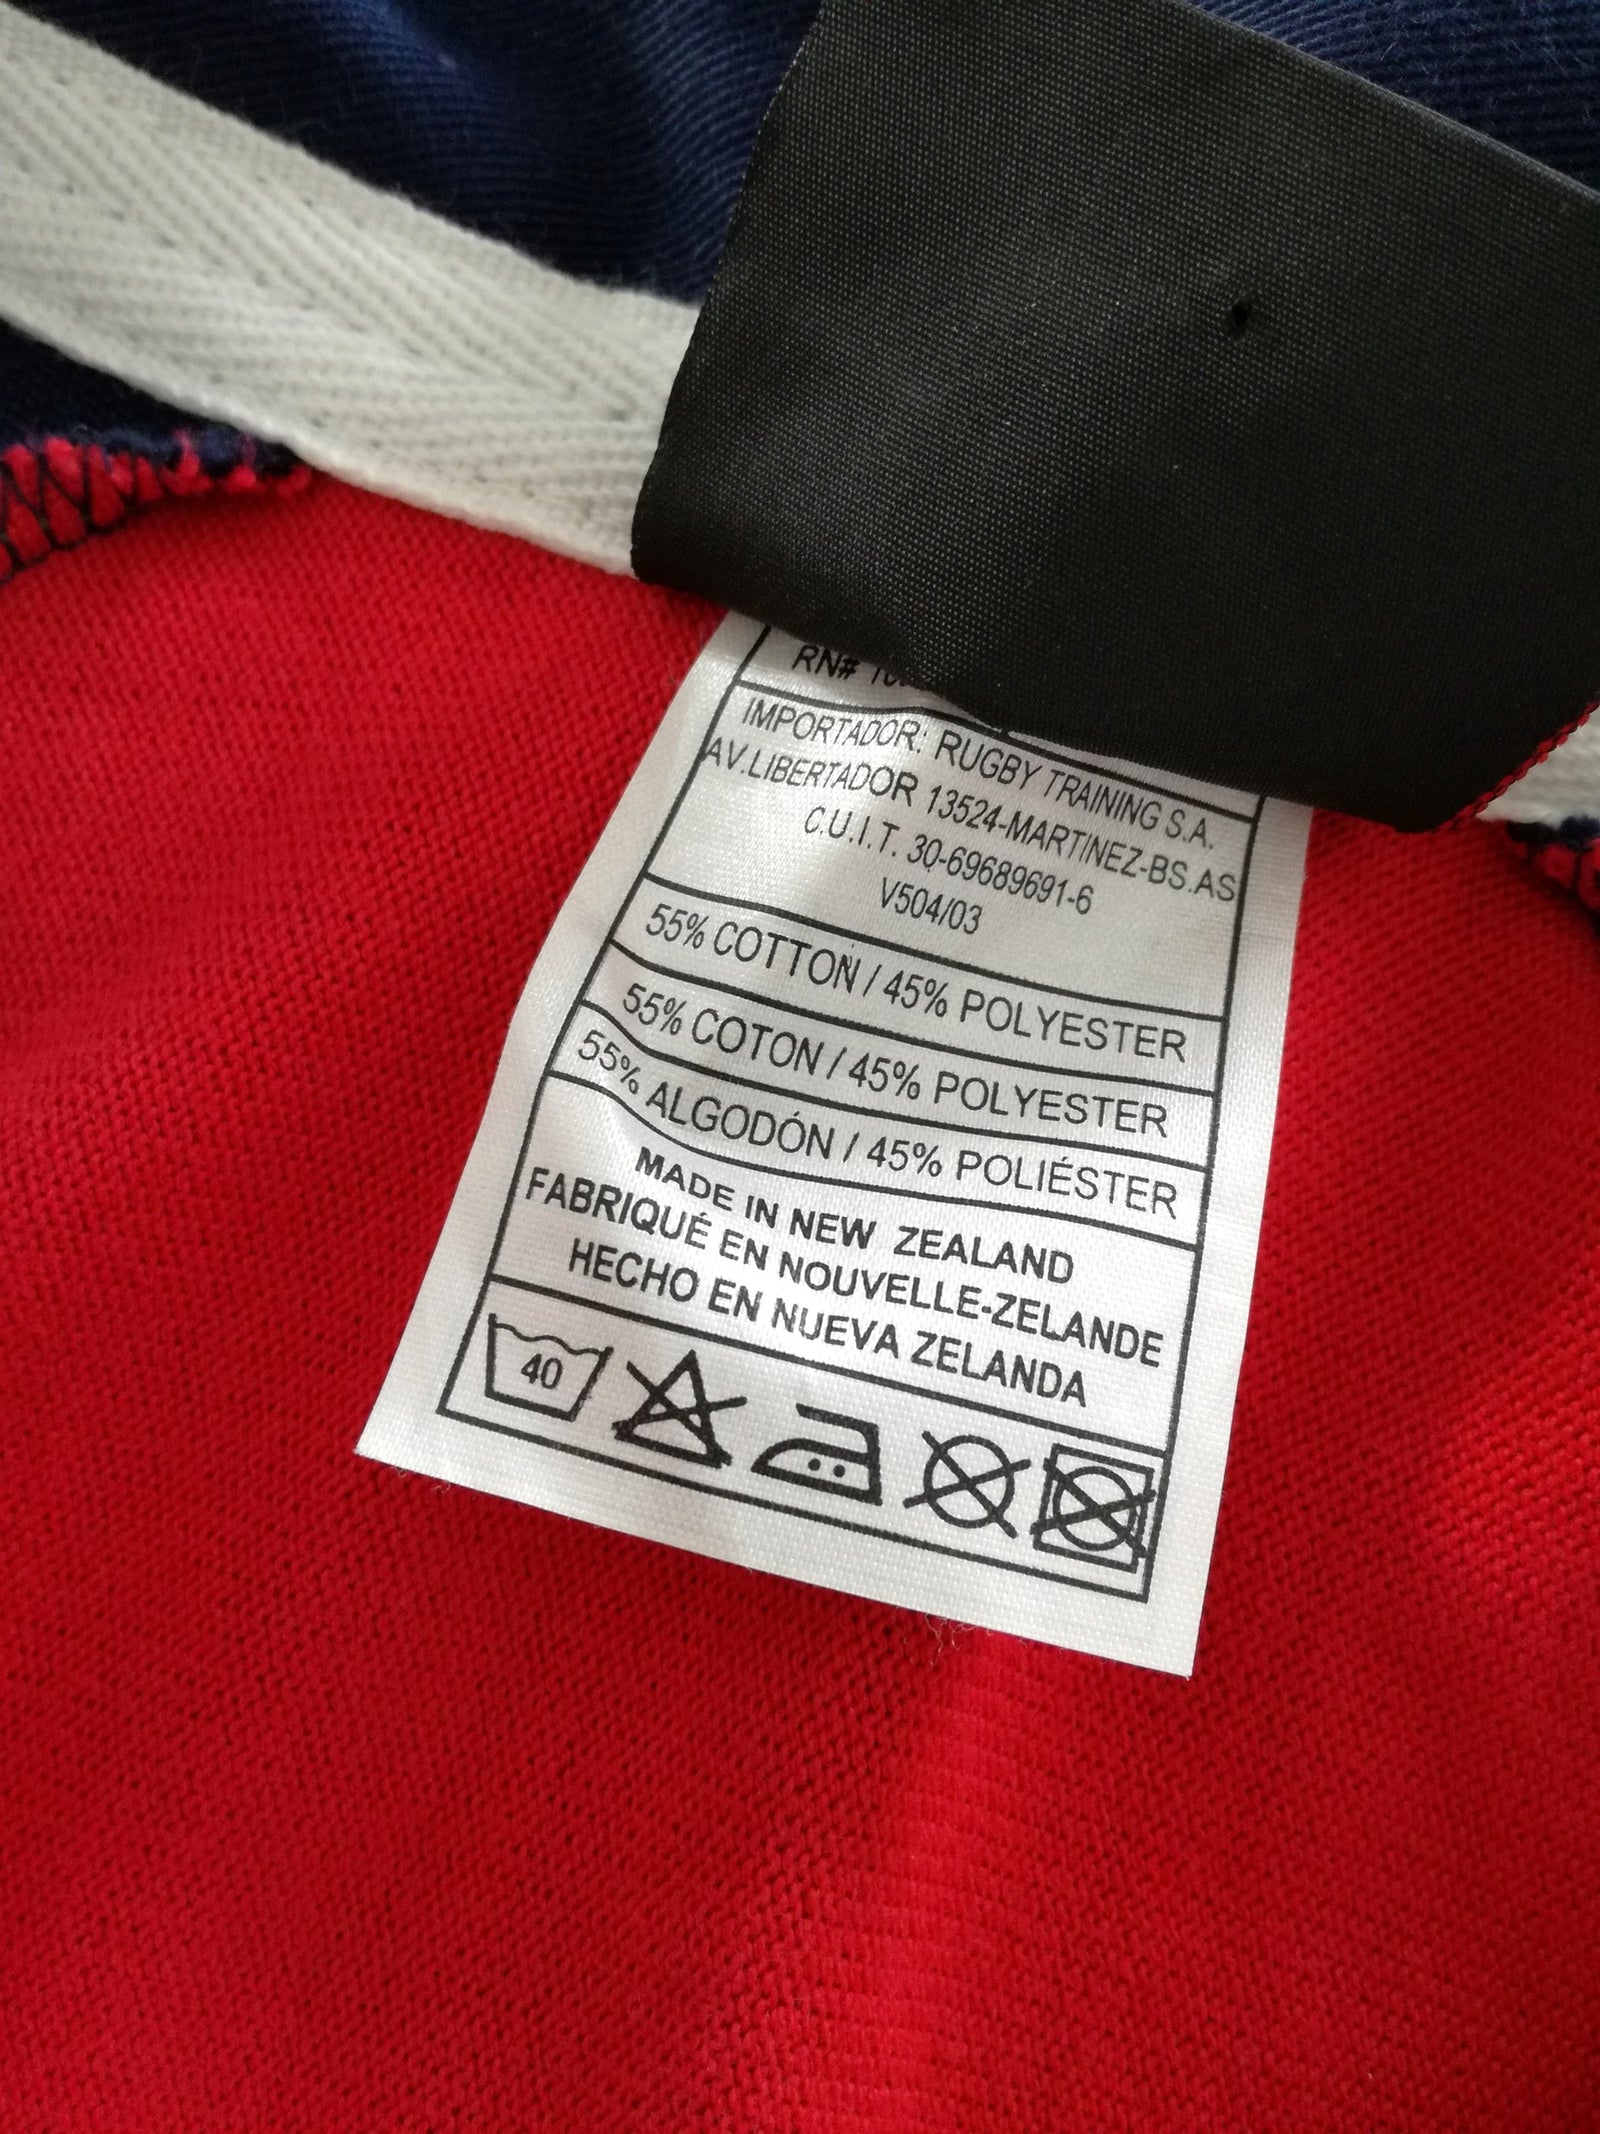 RN#
IMPORTADOR: RUGBY TRAINING S.A.
AV.LIBERTADOR 13524-MARTINEZ-BS.AS
C.U.I.T. 30-69689691-6
V504/03
55% COTTON / 45% POLYESTER
55% COTON / 45% POLYESTER
55% ALGODÓN / 45% POLIÉSTER
MADE IN NEW ZEALAND
FABRIQUÉ EN NOUVELLE-ZELANDE
HECHO EN NUEVA ZELANDA
40